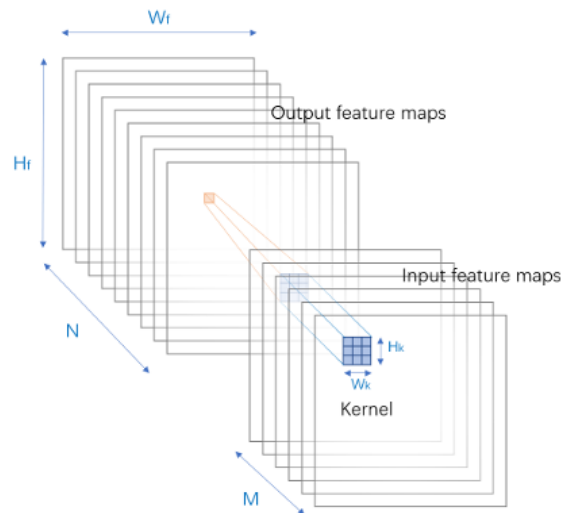 Wf
Output feature maps
Hf
Input feature maps
N
Hk
Wk
Kernel
M